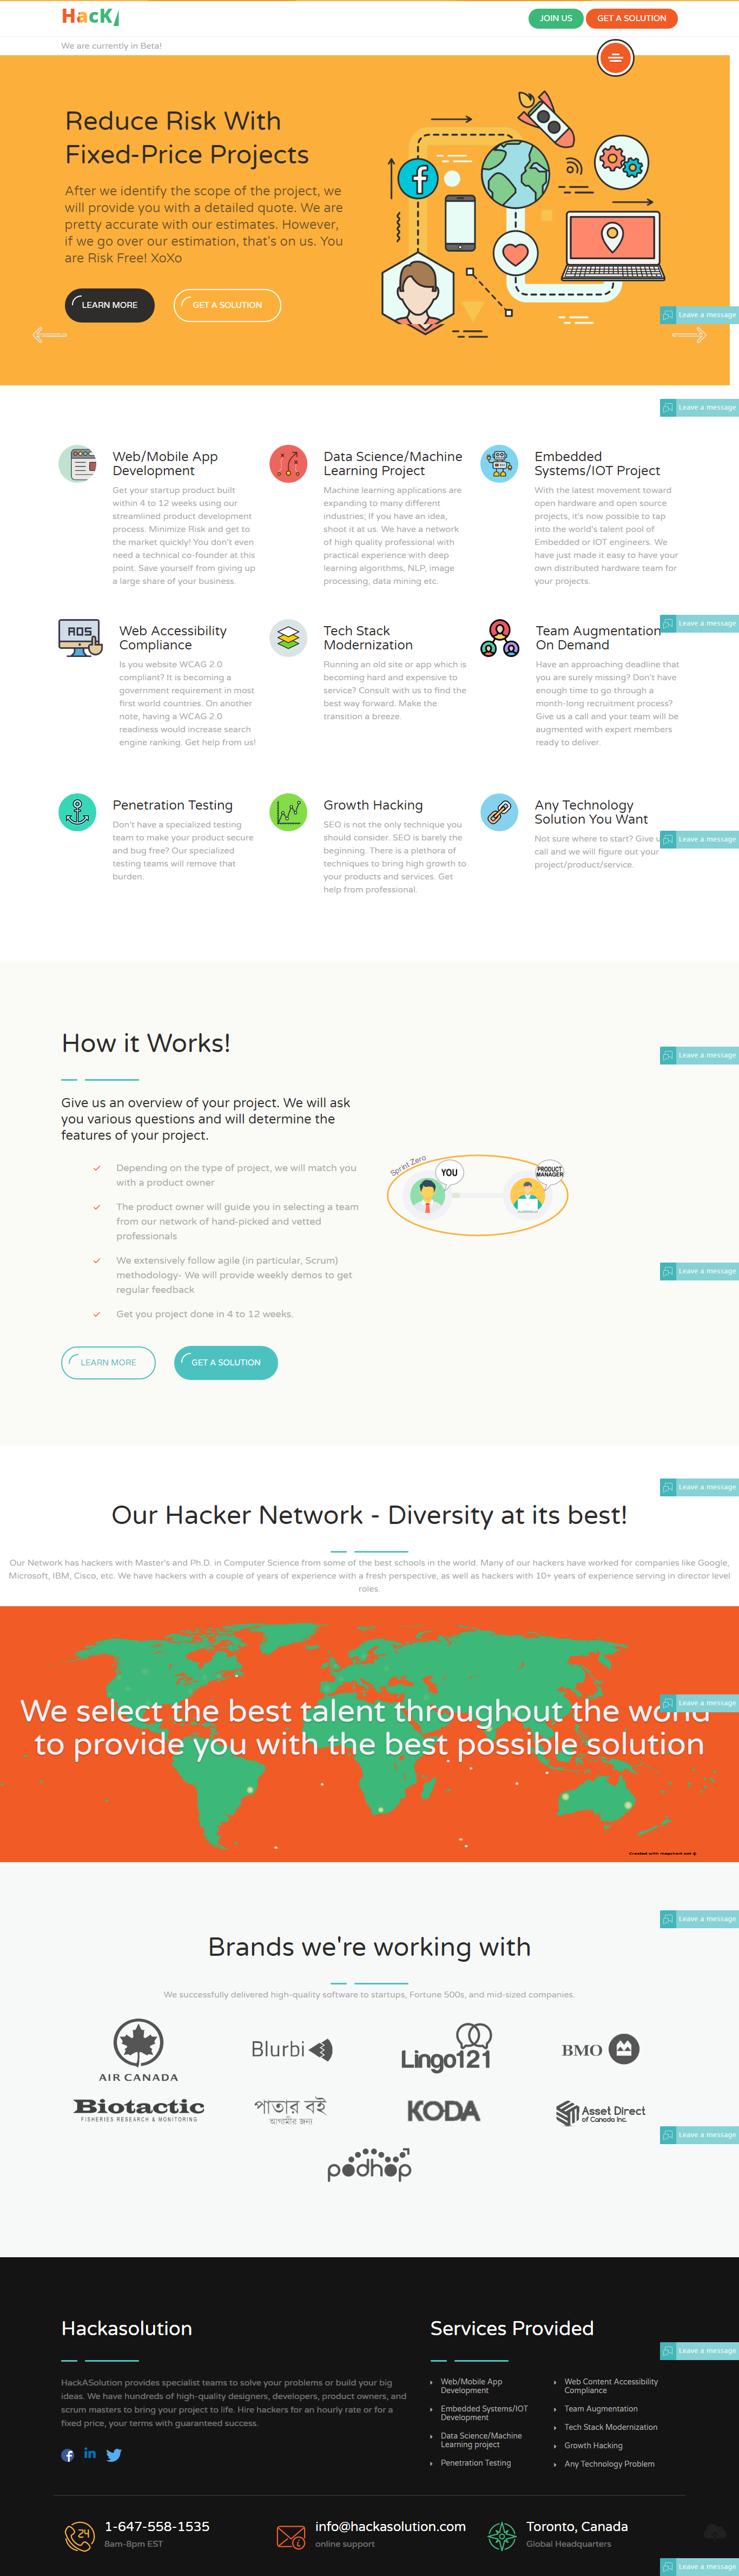 HacK
JOIN US
GET A SOLUTION
We are currently in Beta!
Reduce Risk With
Fixed-Price Projects
After we identify the scope of the project, we
will provide you with a detailed quote. We are
pretty accurate with our estimates. However,
if we go over our estimation, that's on us. You
are Risk Free! XoXo
LEARN MORE
GET A SOLUTION
Leave a message
Leave a message
Web/Mobile App
Development
Get your startup product built
within 4 to 12 weeks using our
streamlined product development
process. Minimize Risk and get to
the market quickly! You don't even
need a technical co-founder at this
point. Save yourself from giving up
a large share of your business.
Data Science/Machine
Learning Project
Machine learning applications are
expanding to many different
industries; If you have an idea,
shoot it at us. We have a network
of high quality professional with
practical experience with deep
learning algorithms, NLP, image
processing, data mining etc.
Embedded
Systems/IOT Project
With the latest movement toward
open hardware and open source
projects, it's now possible to tap
into the world's talent pool of
Embedded or IOT engineers. We
have just made it easy to have your
own distributed hardware team for
your projects.
Leave a message
ADS
Web Accessibility
Compliance
Is you website WCAG 2.0
compliant? It is becoming a
government requirement in most
first world countries. On another
note, having a WCAG 2.0
readiness would increase search
engine ranking. Get help from us!
Tech Stack
Modernization
Running an old site or app which is
becoming hard and expensive to
service? Consult with us to find the
best way forward. Make the
transition a breeze.
Team Augmentation
On Demand
Have an approaching deadline that
you are surely missing? Don't have
enough time to go through a
month-long recruitment process?
Give us a call and your team will be
augmented with expert members
ready to deliver.
Penetration Testing
Don't have a specialized testing
team to make your product secure
and bug free? Our specialized
testing teams will remove that
burden.
Growth Hacking
SEO is not the only technique you
should consider. SEO is barely the
beginning. There is a plethora of
techniques to bring high growth to
your products and services. Get
help from professional.
Any Technology
Solution You Want
Not sure where to start? Give
call and we will figure out your
project/product/service.
Leave a message
How it Works!
Leave a message
Give us an overview of your project. We will ask
you various questions and will determine the
features of your project.
Depending on the type of project, we will match you
with a product owner
The product owner will guide you in selecting a team
from our network of hand-picked and vetted
professionals
We extensively follow agile (in particular, Scrum)
methodology- We will provide weekly demos to get
regular feedback
Get you project done in 4 to 12 weeks.
LEARN MORE
GET A SOLUTION
Sprint Zero
YOU
PRODUCT
MANAGER
Leave a message
Leave a message
Our Hacker Network - Diversity at its best!
Our Network has hackers with Master's and Ph.D. in Computer Science from some of the best schools in the world. Many of our hackers have worked for companies like Google,
Microsoft, IBM, Cisco, etc. We have hackers with a couple of years of experience with a fresh perspective, as well as hackers with 10+ years of experience serving in director level
roles.
Leave a message
We select the best talent throughout the world
to provide you with the best possible solution
Created with mapchart.net ©
Leave a message
Brands we're working with
We successfully delivered high-quality software to startups, Fortune 500s, and mid-sized companies.
AIR CANADA
Blurbi
Lingo121
BMO
Biotactic
FISHERIES RESEARCH & MONITORING
পাতার বই
আগামীর জন্য
KODA
Asset Direct
of Canada Inc.
Leave a message
podhop
Hackasolution
HackASolution provides specialist teams to solve your problems or build your big
ideas. We have hundreds of high-quality designers, developers, product owners, and
scrum masters to bring your project to life. Hire hackers for an hourly rate or for a
fixed price, your terms with guaranteed success.
Services Provided
Leave a message
Web/Mobile App
Development
Embedded Systems/IOT
Development
Data Science/Machine
Learning project
Penetration Testing
Web Content Accessibility
Compliance
Team Augmentation
Tech Stack Modernization
Growth Hacking
Any Technology Problem
24
1-647-558-1535
8am-8pm EST
info@hackasolution.com
online support
Toronto, Canada
Global Headquarters
Leave a message